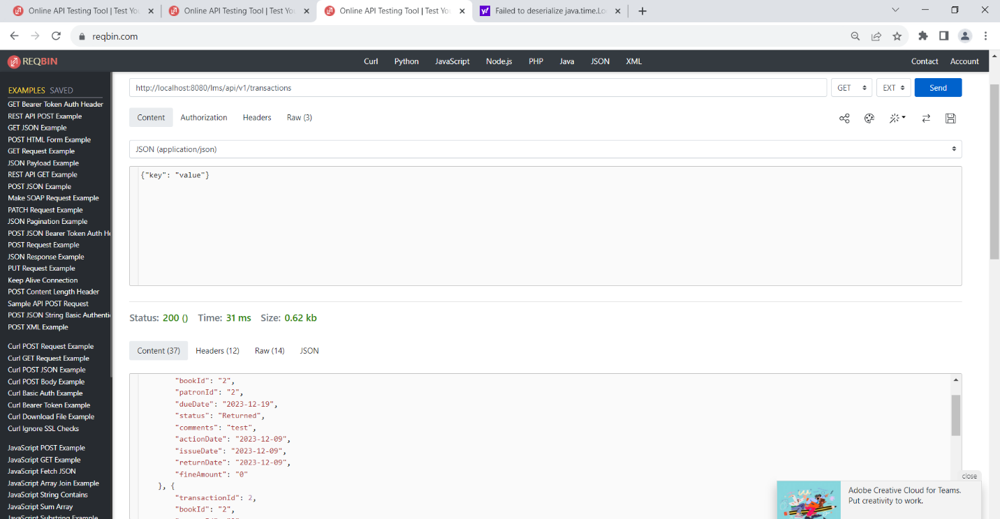 Online API Testing Tool | Test Yo
Online API Testing Tool | Test Yo
Online API Testing Tool | Test Yo
Failed to deserialize java.time.Lo
reqbin.com
REQBIN
Curl Python JavaScript Node.js PHP Java JSON XML
Contact Account
EXAMPLES SAVED
GET Bearer Token Auth Header
REST API POST Example
GET JSON Example
POST HTML Form Example
GET Request Example
JSON Payload Example
REST API GET Example
POST JSON Example
Make SOAP Request Example
PATCH Request Example
JSON Pagination Example
POST JSON Bearer Token Auth He
POST Request Example
JSON Response Example
PUT Request Example
Keep Alive Connection
POST Content Length Header
Sample API POST Request
POST JSON String Basic Authenti
POST XML Example
Curl POST Request Example
Curl GET Request Example
Curl POST JSON Example
Curl POST Body Example
Curl Basic Auth Example
Curl Bearer Token Example
Curl Download File Example
Curl Ignore SSL Checks
JavaScript POST Example
JavaScript GET Example
JavaScript Fetch JSON
JavaScript Array Join Example
JavaScript String Contains
JavaScript Sum Array
JavaScript Substring Example
http://localhost:8080/lms/api/v1/transactions
GET EXT Send
Content Authorization Headers Raw (3)
JSON (application/json)
{"key": "value"}
Status: 200 () Time: 31 ms Size: 0.62 kb
Content (37) Headers (12) Raw (14) JSON
"bookId": "2",
"patronId": "2",
"dueDate": "2023-12-19",
"status": "Returned",
"comments": "test",
"actionDate": "2023-12-09",
"issueDate": "2023-12-09",
"returnDate": "2023-12-09",
"fineAmount": "0"
}, {
"transactionId": 2,
"bookId": "2",
close
Adobe Creative Cloud for Teams.
Put creativity to work.